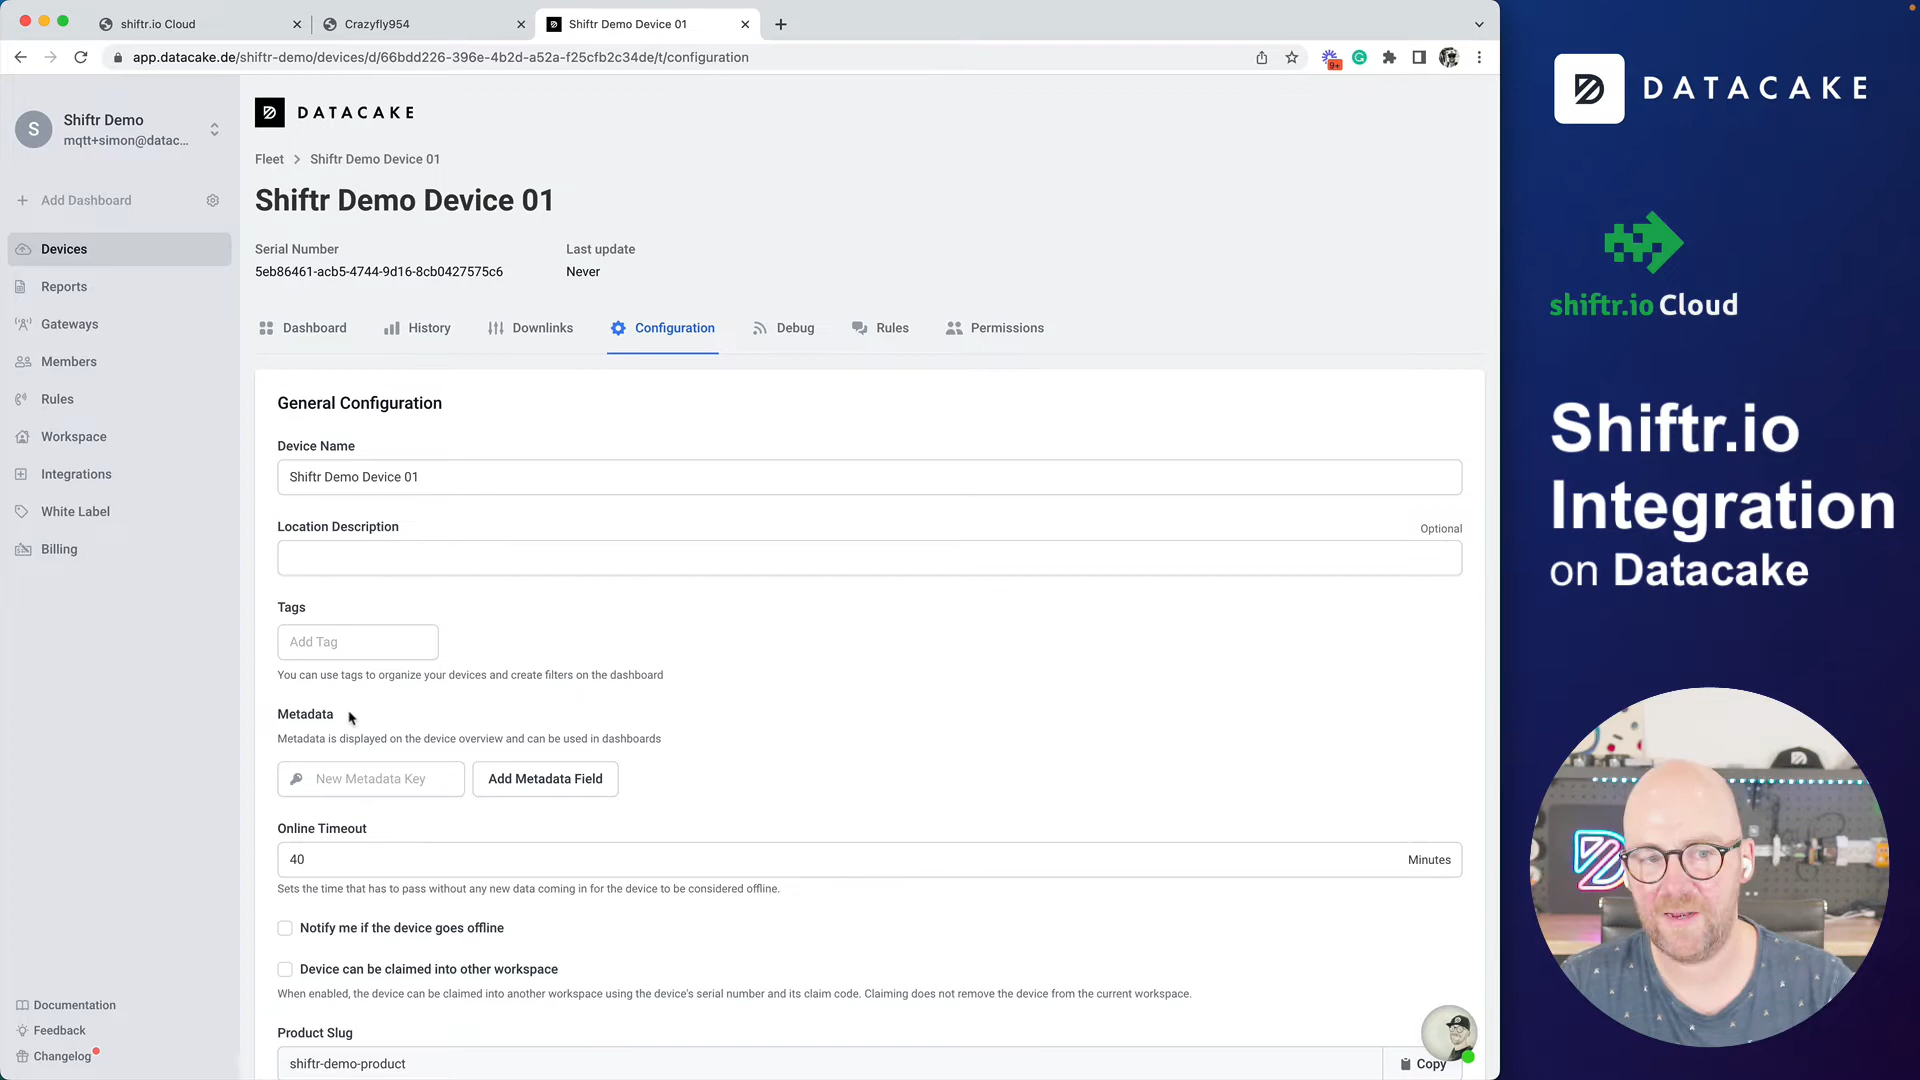 shiftr.io Cloud
Crazyfly954
Shiftr Demo Device 01
app.datacake.de/shiftr-demo/devices/d/66bdd226-396e-4b2d-a52a-f25cfb2c34de/t/configuration
9+
S
Shiftr Demo
mqtt+simon@datac...
Add Dashboard
Devices
Reports
Gateways
Members
Rules
Workspace
Integrations
White Label
Billing
Documentation
Feedback
Changelog
DATACAKE
Fleet > Shiftr Demo Device 01
Shiftr Demo Device 01
Serial Number
5eb86461-acb5-4744-9d16-8cb0427575c6
Last update
Never
Dashboard
History
Downlinks
Configuration
Debug
Rules
Permissions
General Configuration
Device Name
Shiftr Demo Device 01
Location Description
Optional
Tags
Add Tag
You can use tags to organize your devices and create filters on the dashboard
Metadata
Metadata is displayed on the device overview and can be used in dashboards
New Metadata Key
Add Metadata Field
Online Timeout
40
Minutes
Sets the time that has to pass without any new data coming in for the device to be considered offline.
Notify me if the device goes offline
Device can be claimed into other workspace
When enabled, the device can be claimed into another workspace using the device's serial number and its claim code. Claiming does not remove the device from the current workspace.
Product Slug
shiftr-demo-product
Copy
DATACAKE
shiftr.io Cloud
Shiftr.io
Integration
on Datacake